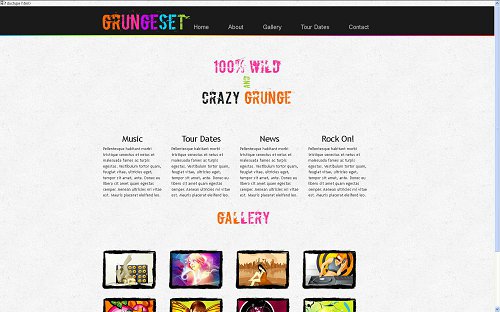 GRUNGESET
Home About Gallery Tour Dates Contact
100% WILD
AND
CRAZY GRUNGE
Music Tour Dates News Rock On!
Pellentesque habitant morbi
tristique senectus et netus et
malesuada fames ac turpis
egestas. Vestibulum tortor quam,
feugiat vitae, ultricies eget,
tempor sit amet, ante. Donec eu
libero sit amet quam egestas
semper. Aenean ultricies mi vitae
est. Mauris placerat eleifend leo.
Pellentesque habitant morbi
tristique senectus et netus et
malesuada fames ac turpis
egestas. Vestibulum tortor quam,
feugiat vitae, ultricies eget,
tempor sit amet, ante. Donec eu
libero sit amet quam egestas
semper. Aenean ultricies mi vitae
est. Mauris placerat eleifend leo.
Pellentesque habitant morbi
tristique senectus et netus et
malesuada fames ac turpis
egestas. Vestibulum tortor quam,
feugiat vitae, ultricies eget,
tempor sit amet, ante. Donec eu
libero sit amet quam egestas
semper. Aenean ultricies mi vitae
est. Mauris placerat eleifend leo.
Pellentesque habitant morbi
tristique senectus et netus et
malesuada fames ac turpis
egestas. Vestibulum tortor quam,
feugiat vitae, ultricies eget,
tempor sit amet, ante. Donec eu
libero sit amet quam egestas
semper. Aenean ultricies mi vitae
est. Mauris placerat eleifend leo.
GALLERY